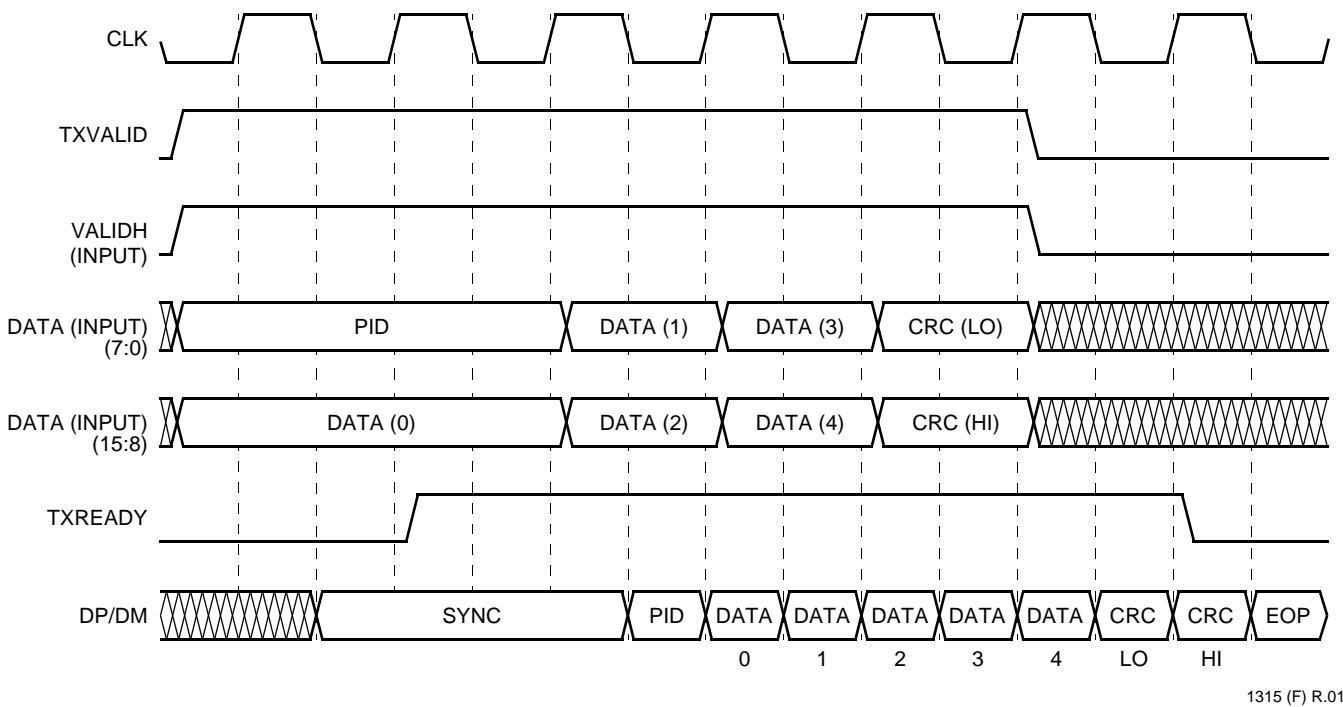 CLK
TXVALID
VALIDH
(INPUT)
DATA (INPUT)
(7:0)
PID
DATA (1)
DATA (3)
CRC (LO)
DATA (INPUT)
(15:8)
DATA (0)
DATA (2)
DATA (4)
CRC (HI)
TXREADY
DP/DM
SYNC
PID
DATA
0
DATA
1
DATA
2
DATA
3
DATA
4
CRC
LO
CRC
HI
EOP
1315 (F) R.01